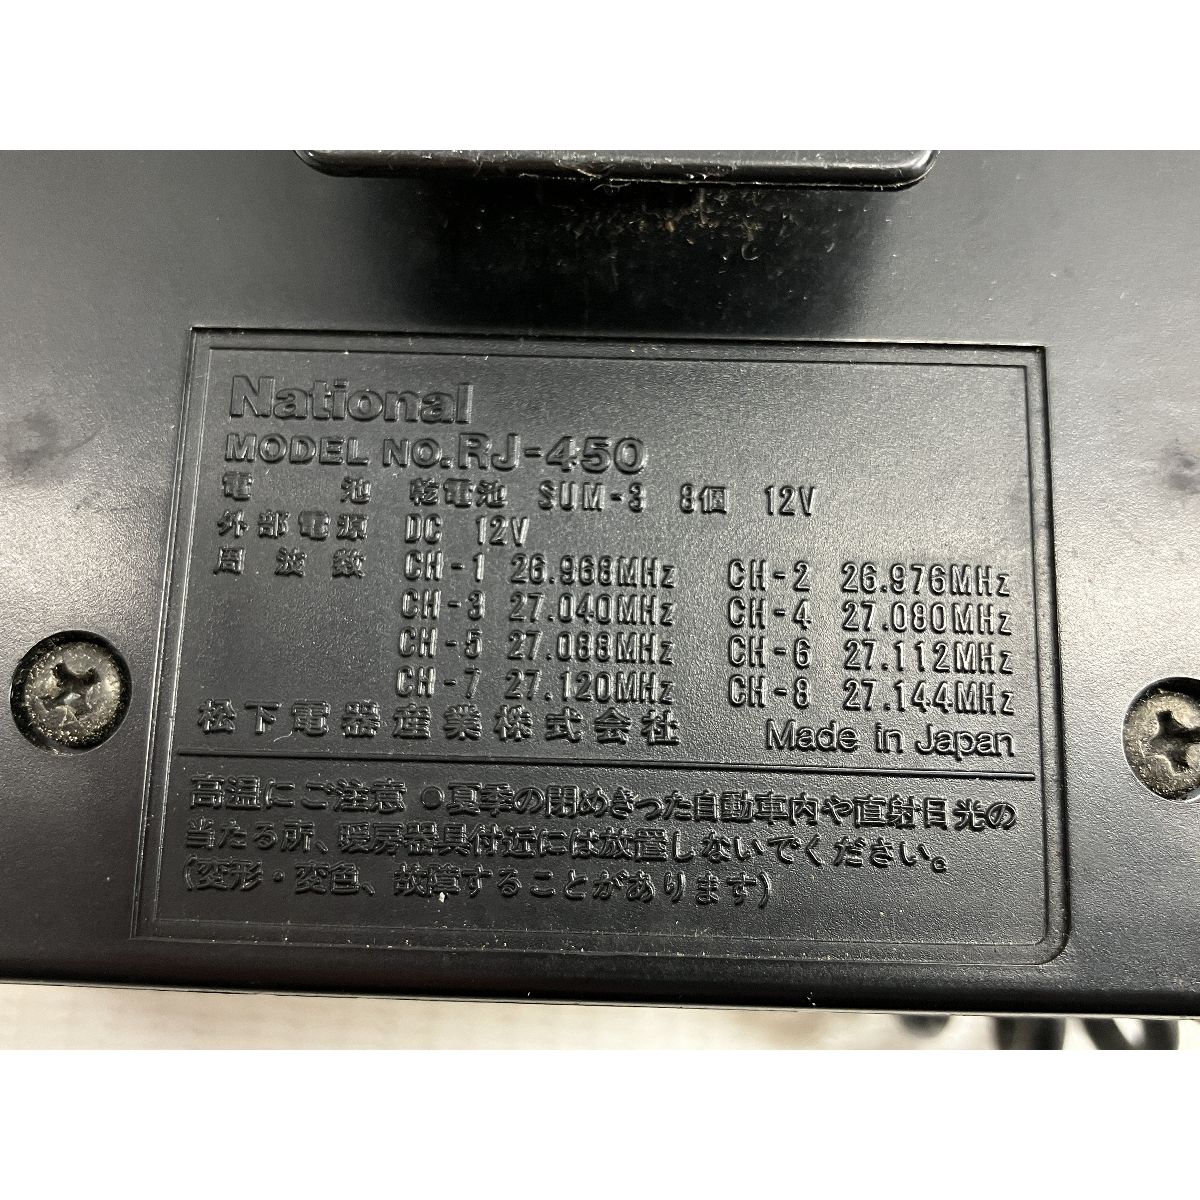 National
MODEL NO. RJ-450
電池 乾電池 SUM-3 8個 12V
外部電源 DC 12V
周波数 CH-1 26.968MHz CH-2 26.976MHz
CH-3 27.040MHz CH-4 27.080MHz
CH-5 27.088MHz CH-6 27.112MHz
CH-7 27.120MHz CH-8 27.144MHz
松下電器産業株式会社 Made in Japan
高温にご注意 ●夏季の閉めきった自動車内や直射日光の
当たる所、暖房器具付近には放置しないでください。
(変形・変色、故障することがあります)